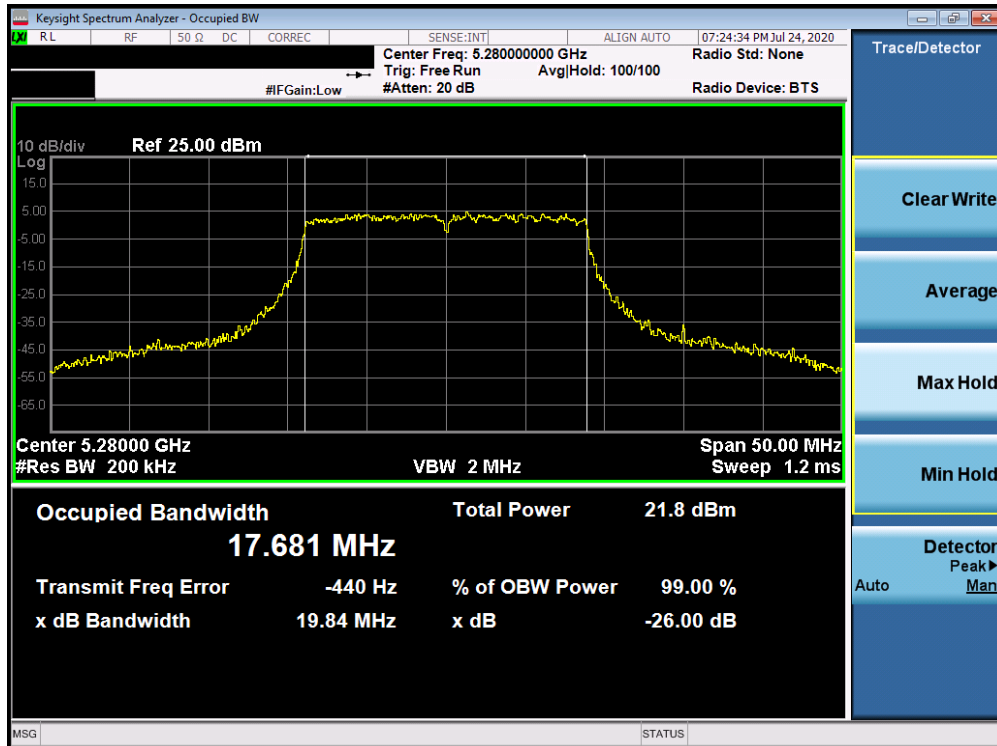 Keysight Spectrum Analyzer - Occupied BW
LXI RL RF 50 Ω DC CORREC SENSE:INT ALIGN AUTO 07:24:34 PM Jul 24, 2020
Center Freq: 5.280000000 GHz Radio Std: None
Trig: Free Run Avg|Hold: 100/100
#IFGain:Low #Atten: 20 dB Radio Device: BTS
10 dB/div Ref 25.00 dBm
Log
15.0
5.00
-5.00
-15.0
-25.0
-35.0
-45.0
-55.0
-65.0
Center 5.28000 GHz Span 50.00 MHz
#Res BW 200 kHz VBW 2 MHz Sweep 1.2 ms
Occupied Bandwidth Total Power 21.8 dBm
17.681 MHz
Transmit Freq Error -440 Hz % of OBW Power 99.00 %
x dB Bandwidth 19.84 MHz x dB -26.00 dB
MSG STATUS
Trace/Detector
Clear Write
Average
Max Hold
Min Hold
Detector
Peak▶
Auto Man